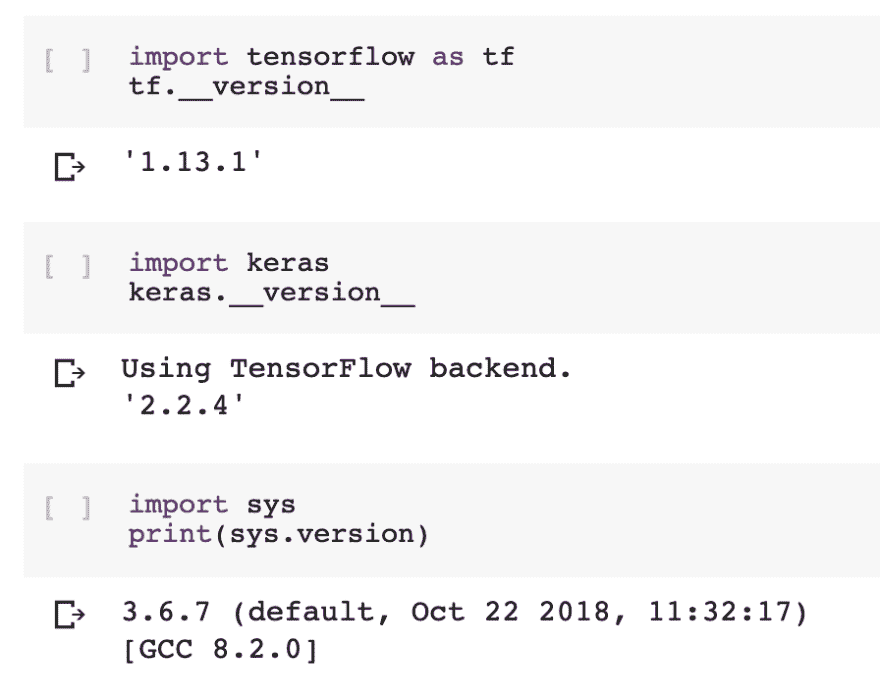 [ ] import tensorflow as tf
tf.__version__
'1.13.1'
[ ] import keras
keras.__version__
Using TensorFlow backend.
'2.2.4'
[ ] import sys
print(sys.version)
3.6.7 (default, Oct 22 2018, 11:32:17)
[GCC 8.2.0]